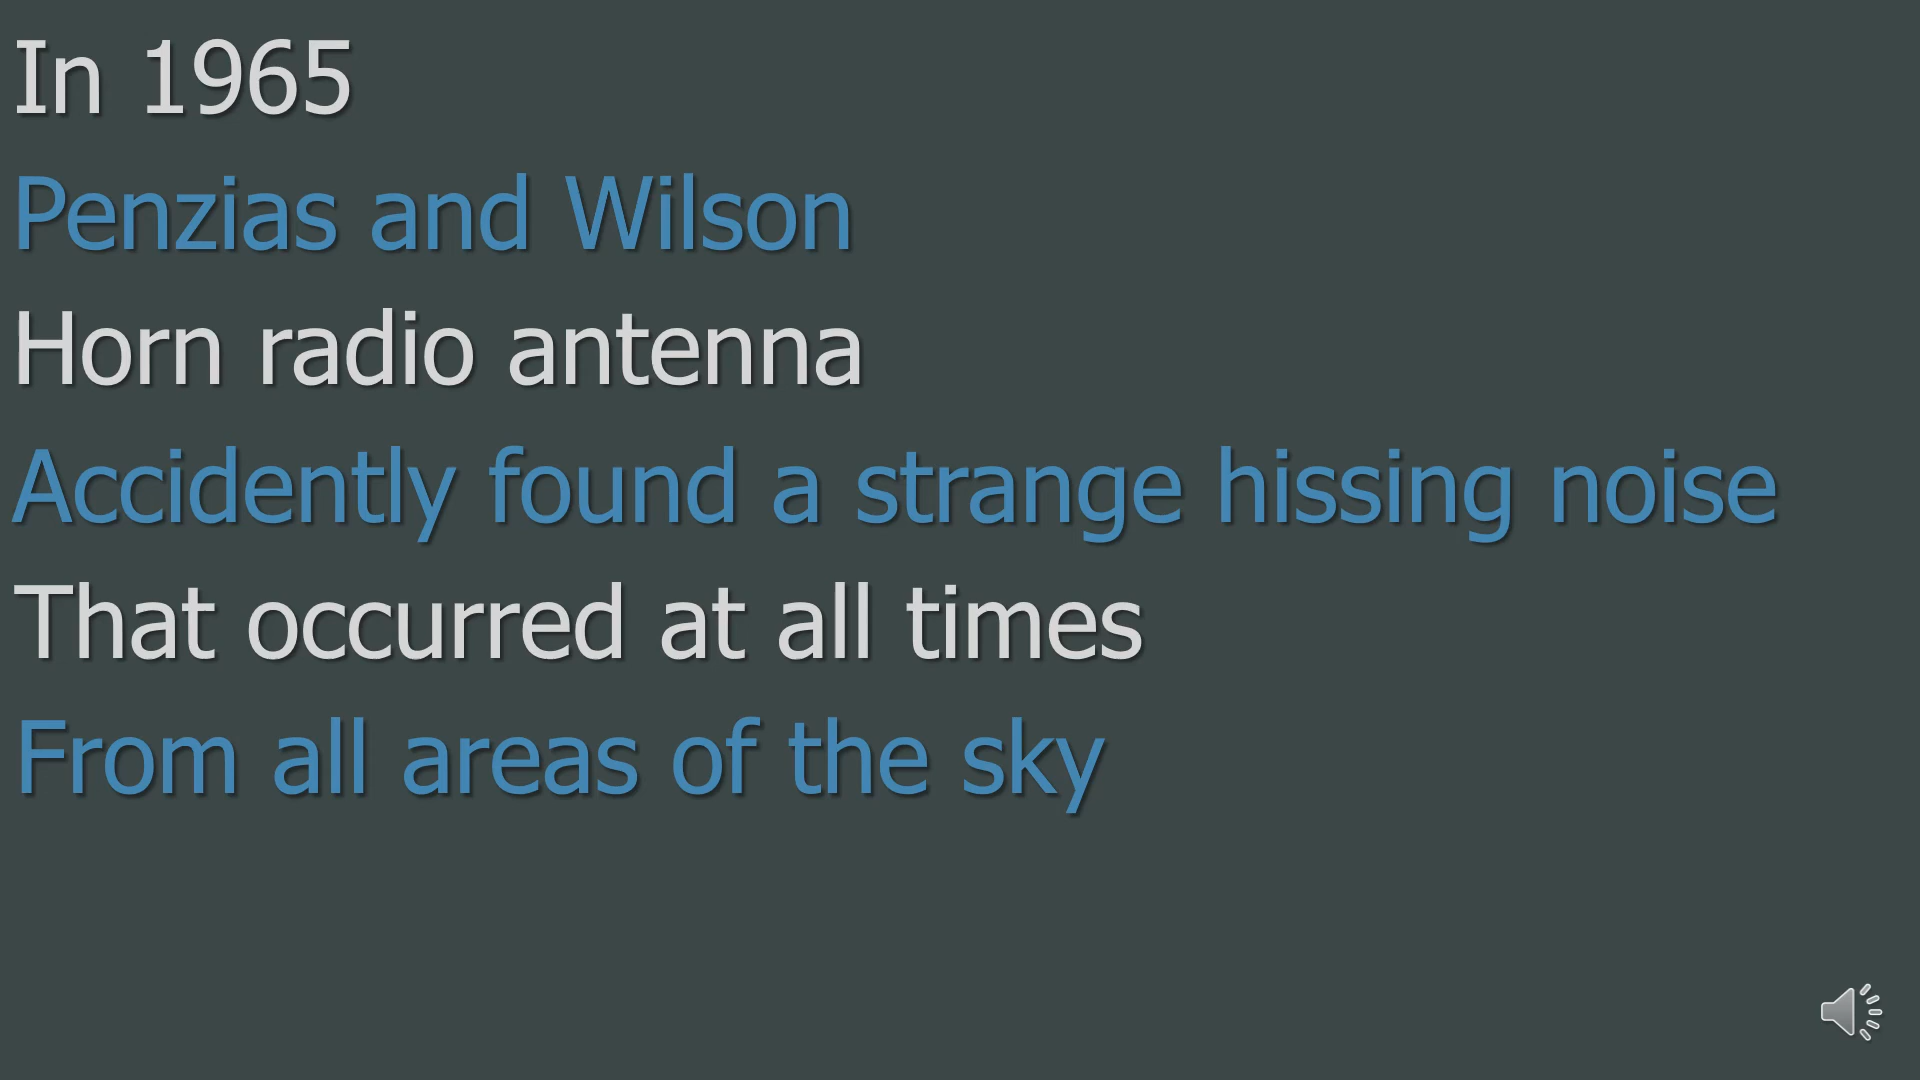 In 1965
Penzias and Wilson
Horn radio antenna
Accidently found a strange hissing noise
That occurred at all times
From all areas of the sky